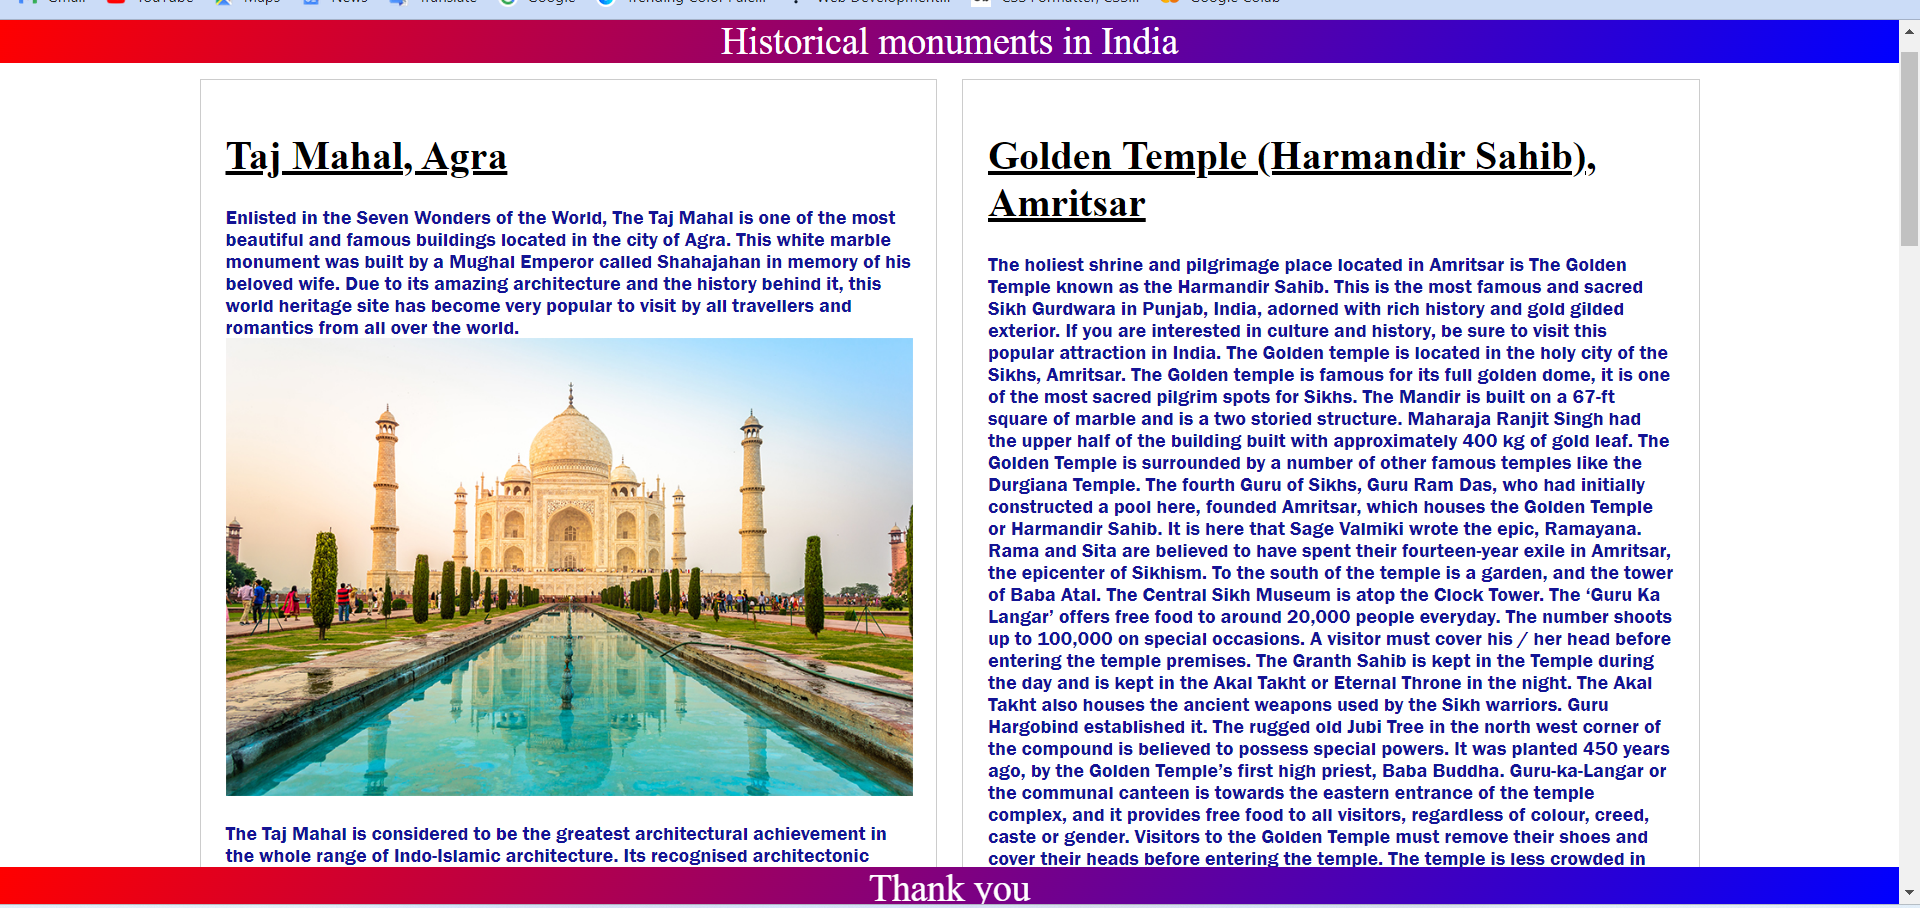 Gmail YouTube Maps News Translate Google Trending Color Palet... Web Development... CSS Formatter, CSS... Google Colab
Historical monuments in India
Taj Mahal, Agra
Enlisted in the Seven Wonders of the World, The Taj Mahal is one of the most
beautiful and famous buildings located in the city of Agra. This white marble
monument was built by a Mughal Emperor called Shahajahan in memory of his
beloved wife. Due to its amazing architecture and the history behind it, this
world heritage site has become very popular to visit by all travellers and
romantics from all over the world.
The Taj Mahal is considered to be the greatest architectural achievement in
the whole range of Indo-Islamic architecture. Its recognised architectonic
Golden Temple (Harmandir Sahib),
Amritsar
The holiest shrine and pilgrimage place located in Amritsar is The Golden
Temple known as the Harmandir Sahib. This is the most famous and sacred
Sikh Gurdwara in Punjab, India, adorned with rich history and gold gilded
exterior. If you are interested in culture and history, be sure to visit this
popular attraction in India. The Golden temple is located in the holy city of the
Sikhs, Amritsar. The Golden temple is famous for its full golden dome, it is one
of the most sacred pilgrim spots for Sikhs. The Mandir is built on a 67-ft
square of marble and is a two storied structure. Maharaja Ranjit Singh had
the upper half of the building built with approximately 400 kg of gold leaf. The
Golden Temple is surrounded by a number of other famous temples like the
Durgiana Temple. The fourth Guru of Sikhs, Guru Ram Das, who had initially
constructed a pool here, founded Amritsar, which houses the Golden Temple
or Harmandir Sahib. It is here that Sage Valmiki wrote the epic, Ramayana.
Rama and Sita are believed to have spent their fourteen-year exile in Amritsar,
the epicenter of Sikhism. To the south of the temple is a garden, and the tower
of Baba Atal. The Central Sikh Museum is atop the Clock Tower. The ‘Guru Ka
Langar’ offers free food to around 20,000 people everyday. The number shoots
up to 100,000 on special occasions. A visitor must cover his / her head before
entering the temple premises. The Granth Sahib is kept in the Temple during
the day and is kept in the Akal Takht or Eternal Throne in the night. The Akal
Takht also houses the ancient weapons used by the Sikh warriors. Guru
Hargobind established it. The rugged old Jubi Tree in the north west corner of
the compound is believed to possess special powers. It was planted 450 years
ago, by the Golden Temple’s first high priest, Baba Buddha. Guru-ka-Langar or
the communal canteen is towards the eastern entrance of the temple
complex, and it provides free food to all visitors, regardless of colour, creed,
caste or gender. Visitors to the Golden Temple must remove their shoes and
cover their heads before entering the temple. The temple is less crowded in
Thank you